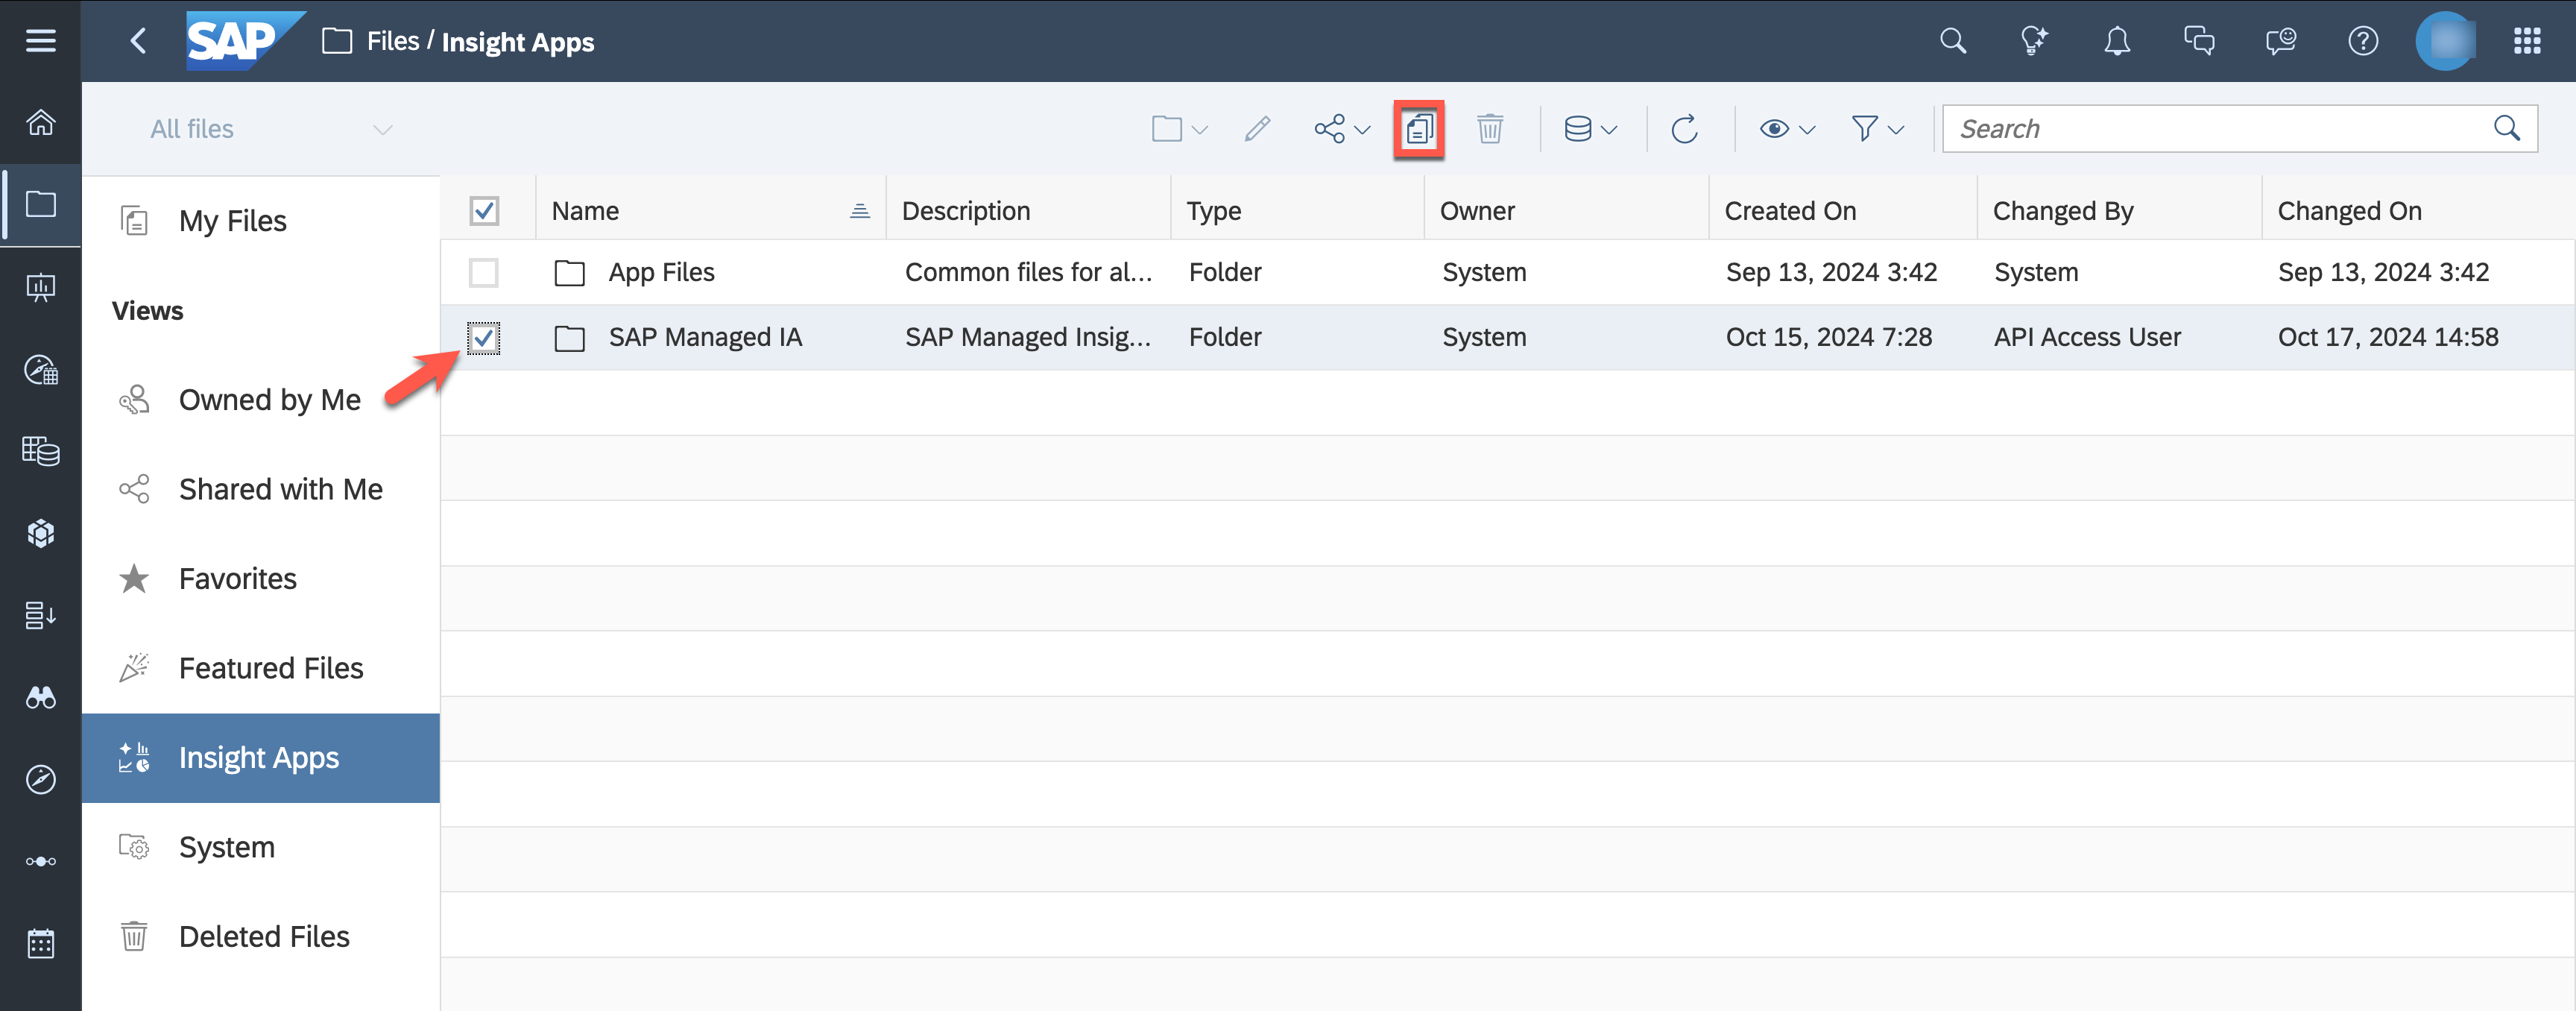 SAP Files / Insight Apps
All files
Search
My Files
Views
Owned by Me
Shared with Me
Favorites
Featured Files
Insight Apps
System
Deleted Files
Name Description Type Owner Created On Changed By Changed On
App Files Common files for al... Folder System Sep 13, 2024 3:42 System Sep 13, 2024 3:42
SAP Managed IA SAP Managed Insig... Folder System Oct 15, 2024 7:28 API Access User Oct 17, 2024 14:58